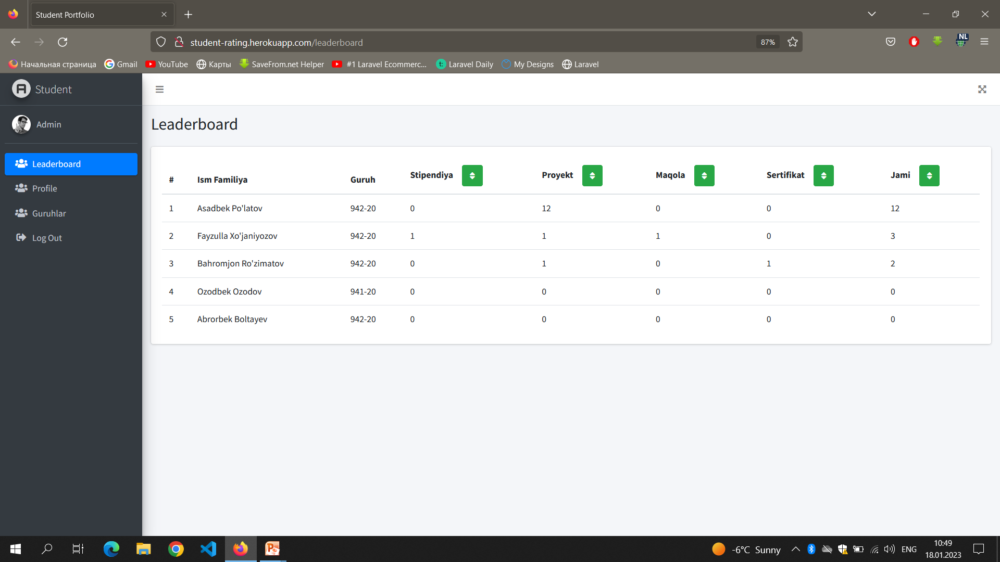 Student Portfolio
student-rating.herokuapp.com/leaderboard
87%
NL
Начальная страница Gmail YouTube Карты SaveFrom.net Helper #1 Laravel Ecommerc... Laravel Daily My Designs Laravel
Student
Admin
Leaderboard
Profile
Guruhlar
Log Out
Leaderboard
# Ism Familiya Guruh Stipendiya Proyekt Maqola Sertifikat Jami
1 Asadbek Po'latov 942-20 0 12 0 0 12
2 Fayzulla Xo'janiyozov 942-20 1 1 1 0 3
3 Bahromjon Ro'zimatov 942-20 0 1 0 1 2
4 Ozodbek Ozodov 941-20 0 0 0 0 0
5 Abrorbek Boltayev 942-20 0 0 0 0 0
-6°C Sunny ENG
10:49
18.01.2023